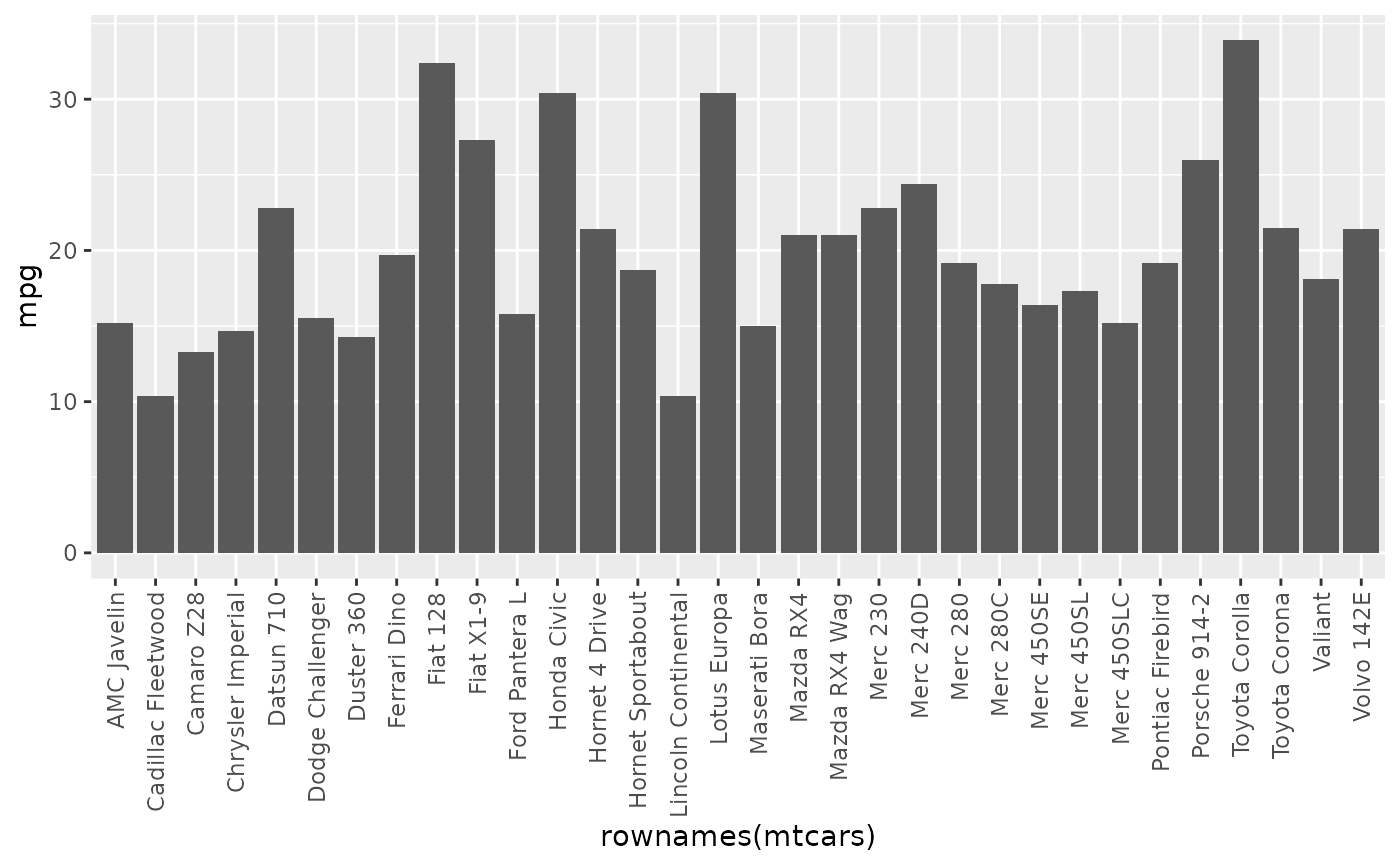 mpg
30
20
10
0
AMC Javelin
Cadillac Fleetwood
Camaro Z28
Chrysler Imperial
Datsun 710
Dodge Challenger
Duster 360
Ferrari Dino
Fiat 128
Fiat X1-9
Ford Pantera L
Honda Civic
Hornet 4 Drive
Hornet Sportabout
Lincoln Continental
Lotus Europa
Maserati Bora
Mazda RX4
Mazda RX4 Wag
Merc 230
Merc 240D
Merc 280
Merc 280C
Merc 450SE
Merc 450SL
Merc 450SLC
Pontiac Firebird
Porsche 914-2
Toyota Corolla
Toyota Corona
Valiant
Volvo 142E
rownames(mtcars)